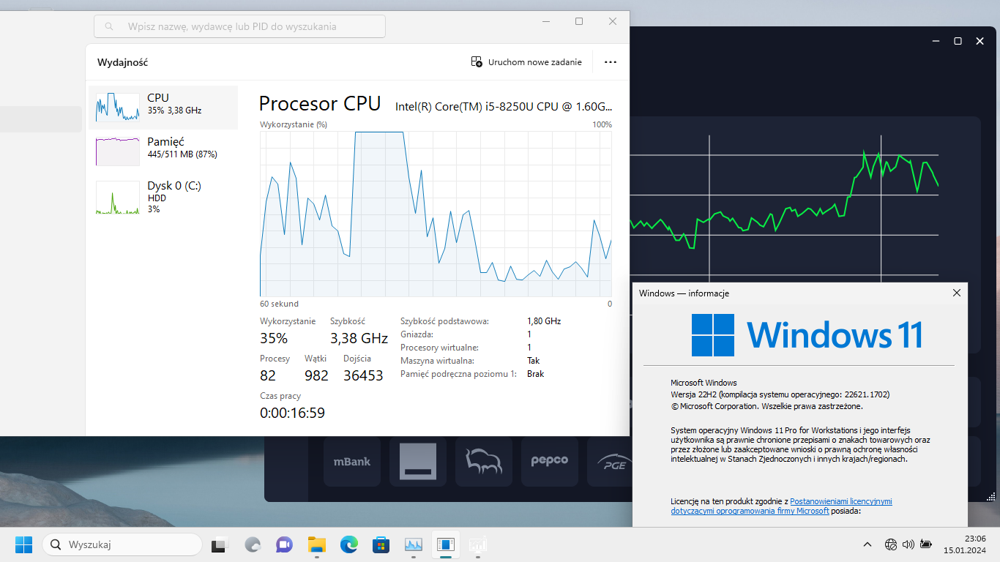 Wpisz nazwę, wydawcę lub PID do wyszukania
Wydajność
Uruchom nowe zadanie
CPU
35% 3,38 GHz
Pamięć
445/511 MB (87%)
Dysk 0 (C:)
HDD
3%
Procesor CPU
Intel(R) Core(TM) i5-8250U CPU @ 1.60G...
Wykorzystanie (%)
100%
60 sekund
0
Wykorzystanie
Szybkość
35%
3,38 GHz
Procesy
Wątki
Dojścia
82
982
36453
Czas pracy
0:00:16:59
Szybkość podstawowa:
1,80 GHz
Gniazda:
1
Procesory wirtualne:
1
Maszyna wirtualna:
Tak
Pamięć podręczna poziomu 1:
Brak
mBank
pepco
PGE
Windows — informacje
Windows 11
Microsoft Windows
Wersja 22H2 (kompilacja systemu operacyjnego: 22621.1702)
© Microsoft Corporation. Wszelkie prawa zastrzeżone.
System operacyjny Windows 11 Pro for Workstations i jego interfejs
użytkownika są prawnie chronione przepisami o znakach towarowych oraz
przez złożone lub zaakceptowane wnioski o prawną ochronę własności
intelektualnej w Stanach Zjednoczonych i innych krajach/regionach.
Licencję na ten produkt zgodnie z Postanowieniami licencyjnymi
dotyczącymi oprogramowania firmy Microsoft posiada:
Wyszukaj
23:06
15.01.2024